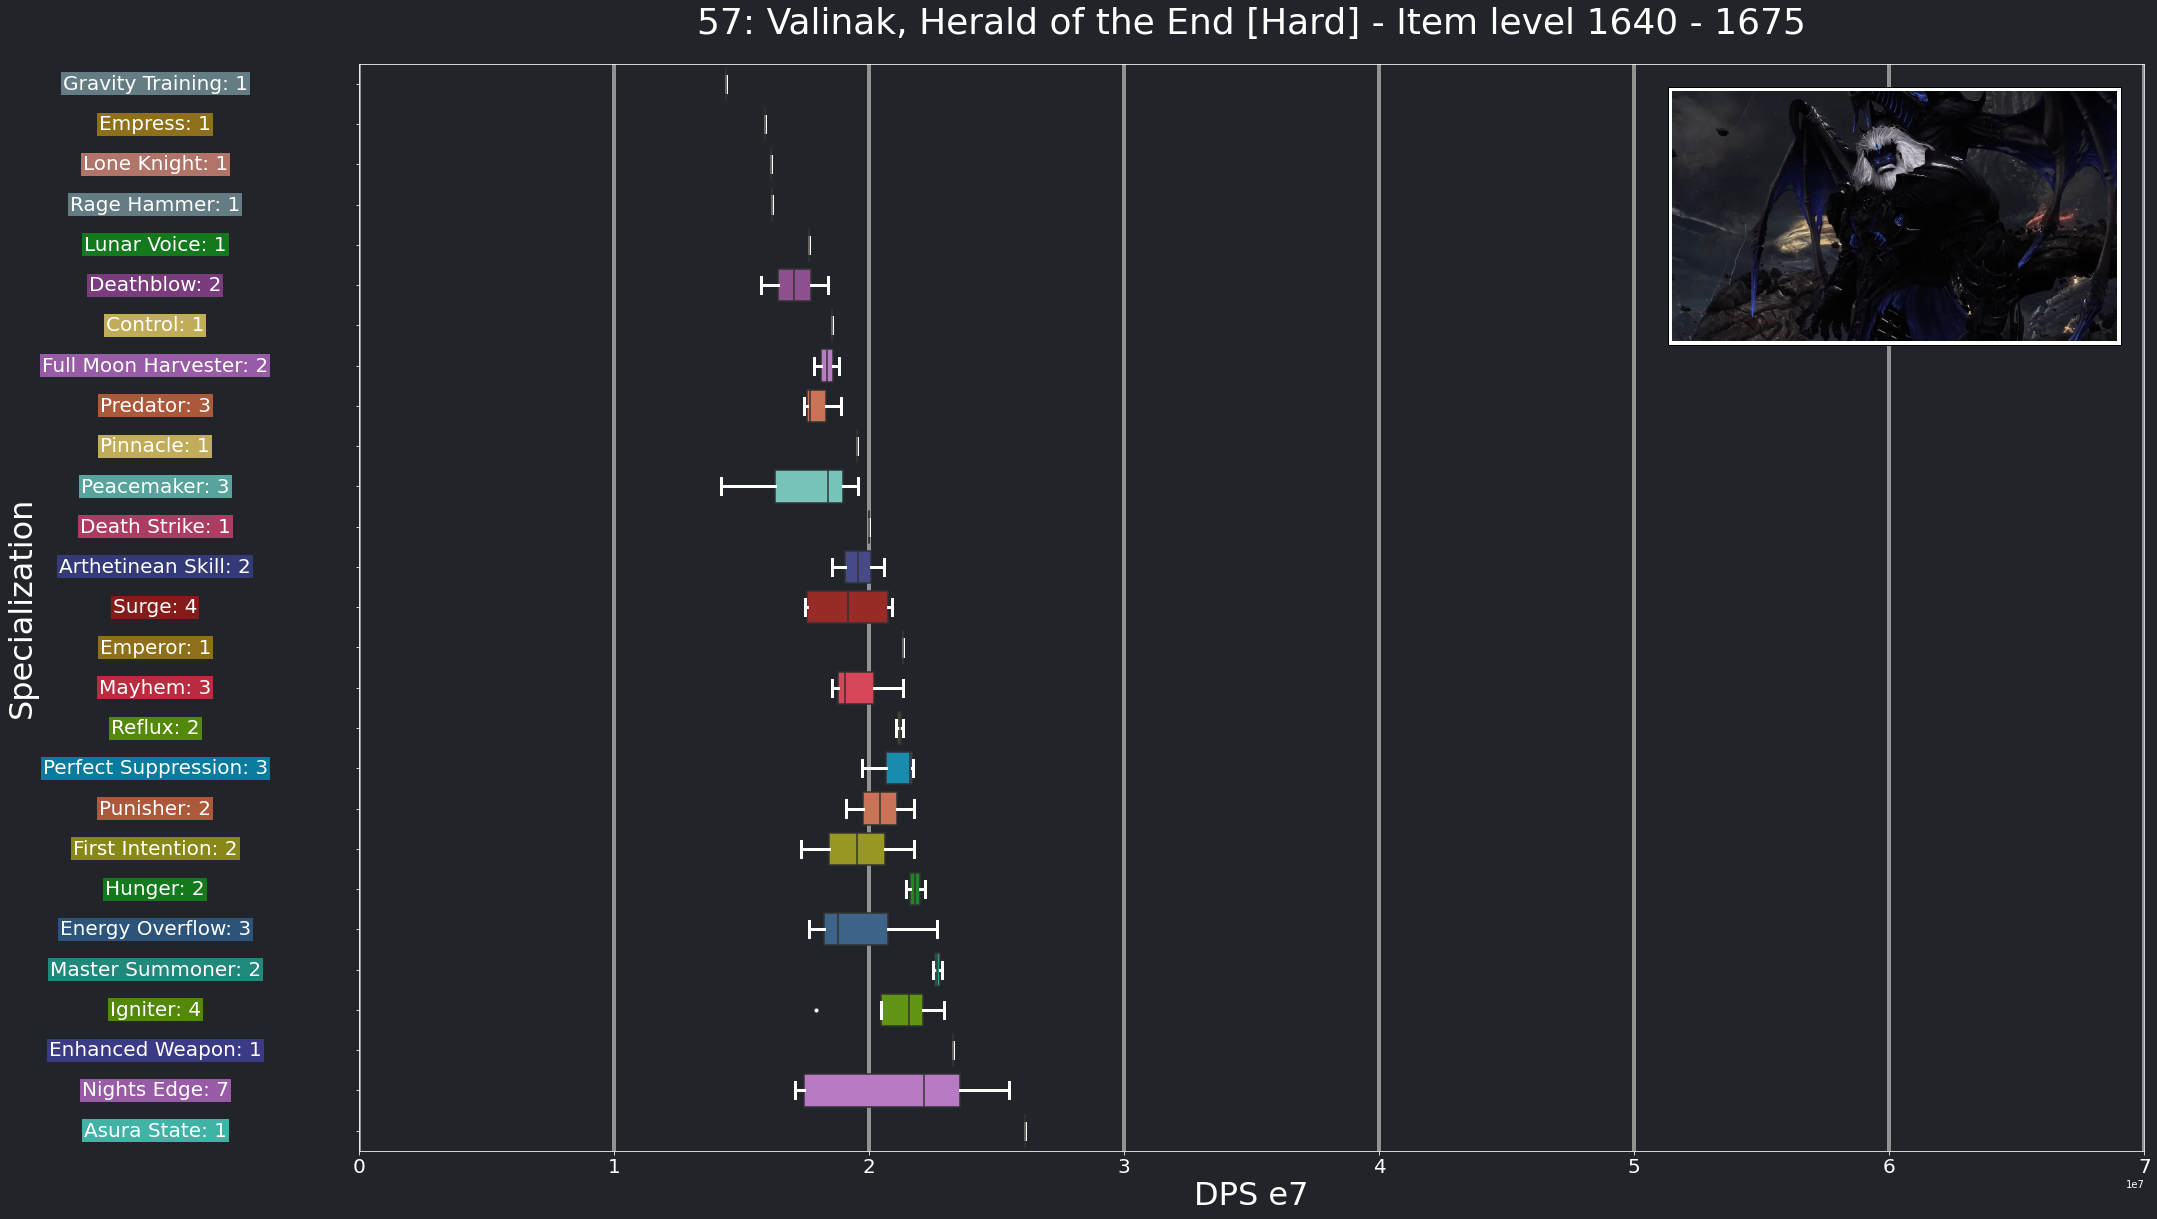 57: Valinak, Herald of the End [Hard] - Item level 1640 - 1675
Specialization
Gravity Training: 1
Empress: 1
Lone Knight: 1
Rage Hammer: 1
Lunar Voice: 1
Deathblow: 2
Control: 1
Full Moon Harvester: 2
Predator: 3
Pinnacle: 1
Peacemaker: 3
Death Strike: 1
Arthetinean Skill: 2
Surge: 4
Emperor: 1
Mayhem: 3
Reflux: 2
Perfect Suppression: 3
Punisher: 2
First Intention: 2
Hunger: 2
Energy Overflow: 3
Master Summoner: 2
Igniter: 4
Enhanced Weapon: 1
Nights Edge: 7
Asura State: 1
0 1 2 3 4 5 6 7
1e7
DPS e7